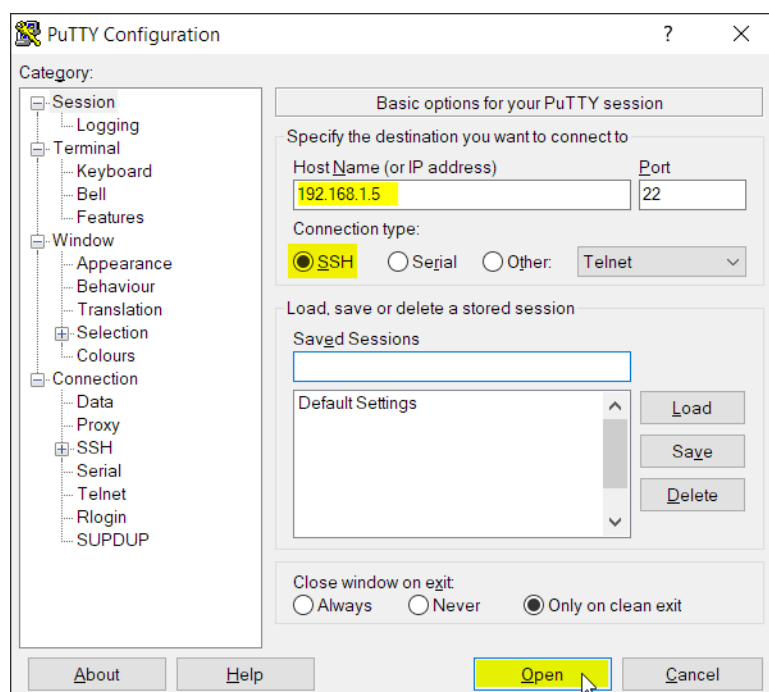 PuTTY Configuration
?
Category:
Session
Logging
Terminal
Keyboard
Bell
Features
Window
Appearance
Behaviour
Translation
Selection
Colours
Connection
Data
Proxy
SSH
Serial
Telnet
Rlogin
SUPDUP
Basic options for your PuTTY session
Specify the destination you want to connect to
Host Name (or IP address) Port
192.168.1.5 22
Connection type:
SSH Serial Other: Telnet
Load, save or delete a stored session
Saved Sessions
Default Settings
Load
Save
Delete
Close window on exit:
Always Never Only on clean exit
About Help Open Cancel